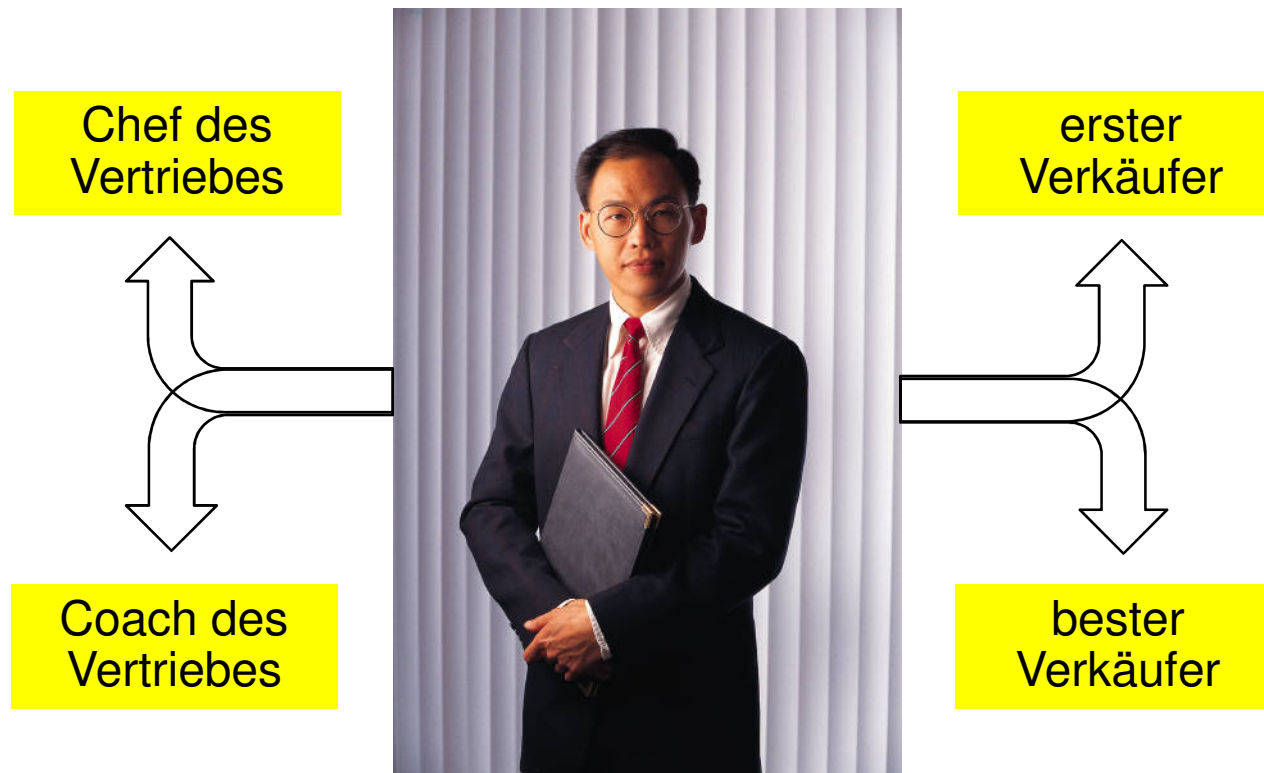 Chef des
Vertriebes
erster
Verkäufer
Coach des
Vertriebes
bester
Verkäufer